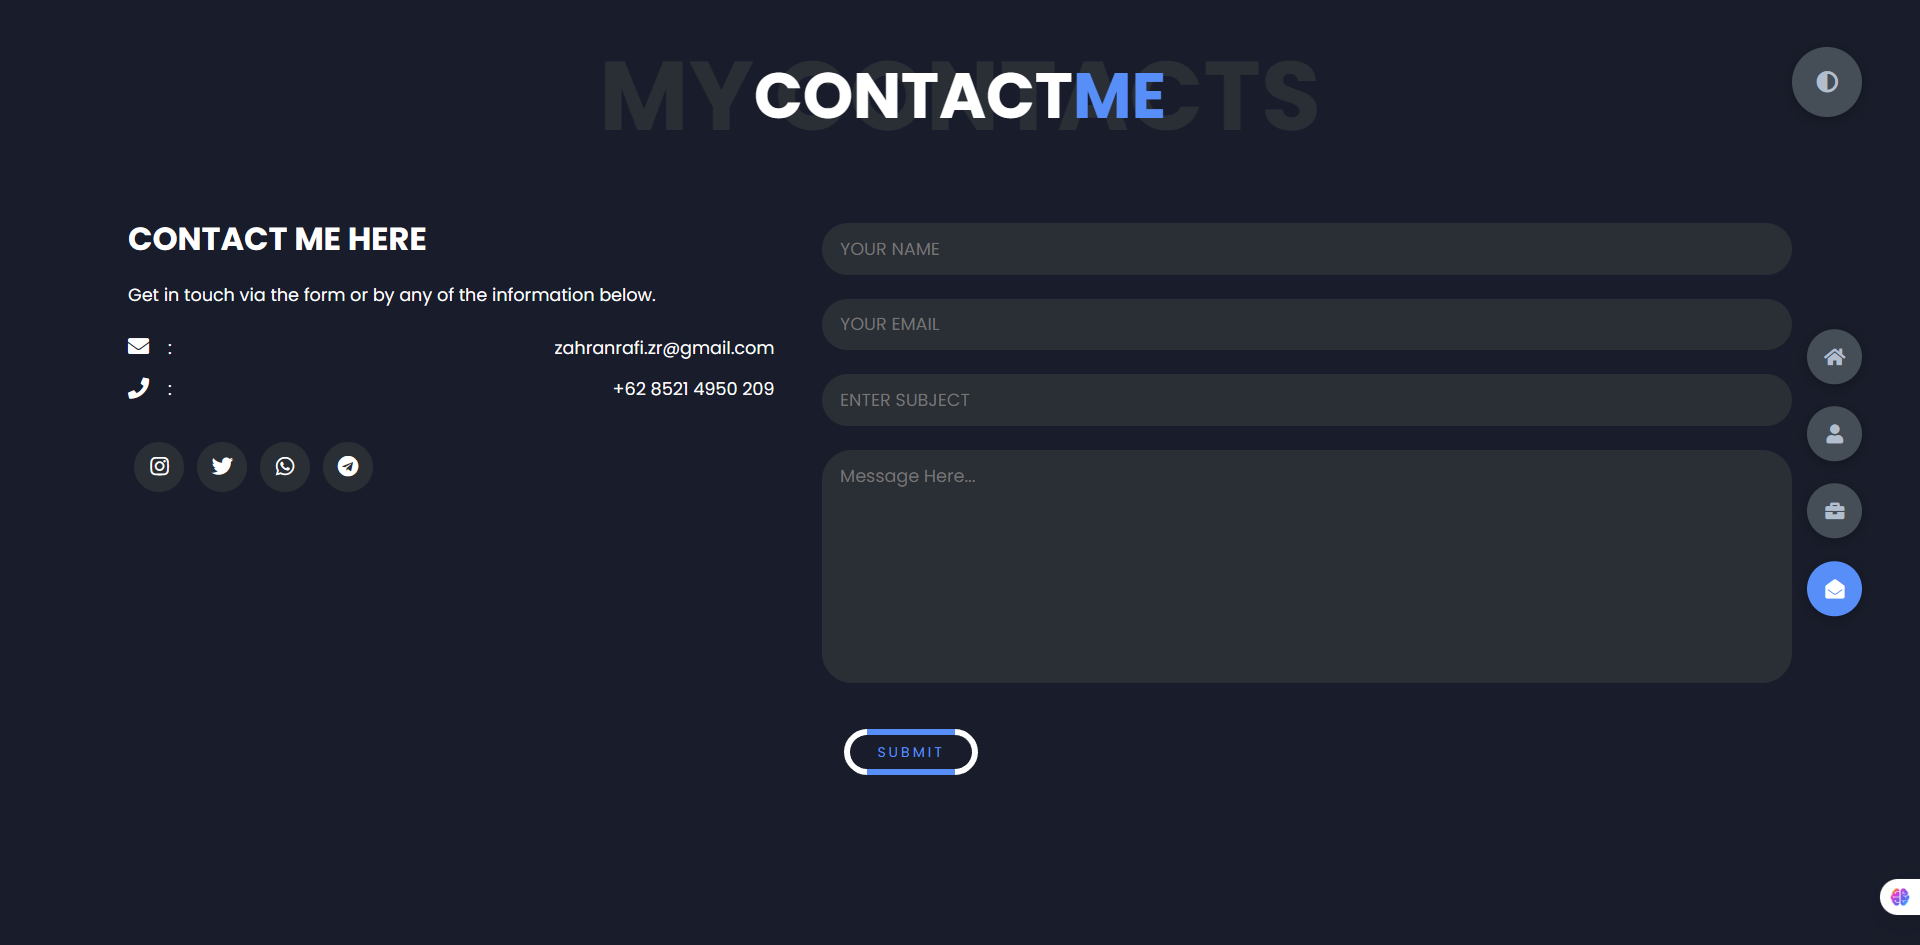 MY CONTACTS
CONTACTME
CONTACT ME HERE
Get in touch via the form or by any of the information below.
: zahranrafi.zr@gmail.com
: +62 8521 4950 209
YOUR NAME
YOUR EMAIL
ENTER SUBJECT
Message Here...
SUBMIT